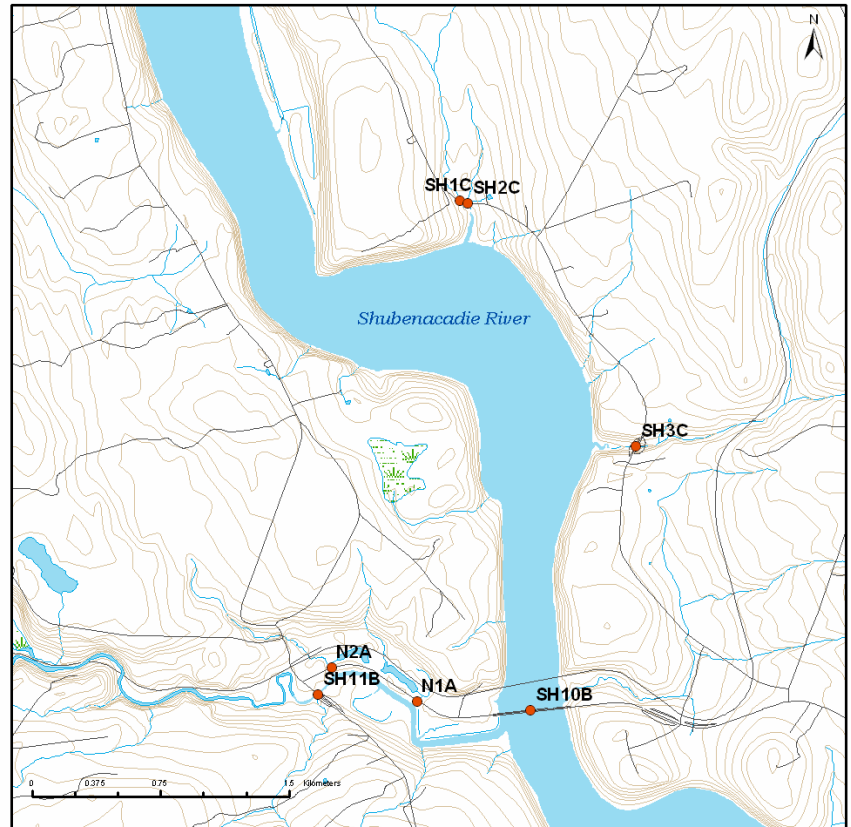 N
SH1C
SH2C
Shubenacadie River
SH3C
N2A
SH11B
N1A
SH10B
0 0.375 0.75 1.5 Kilometers